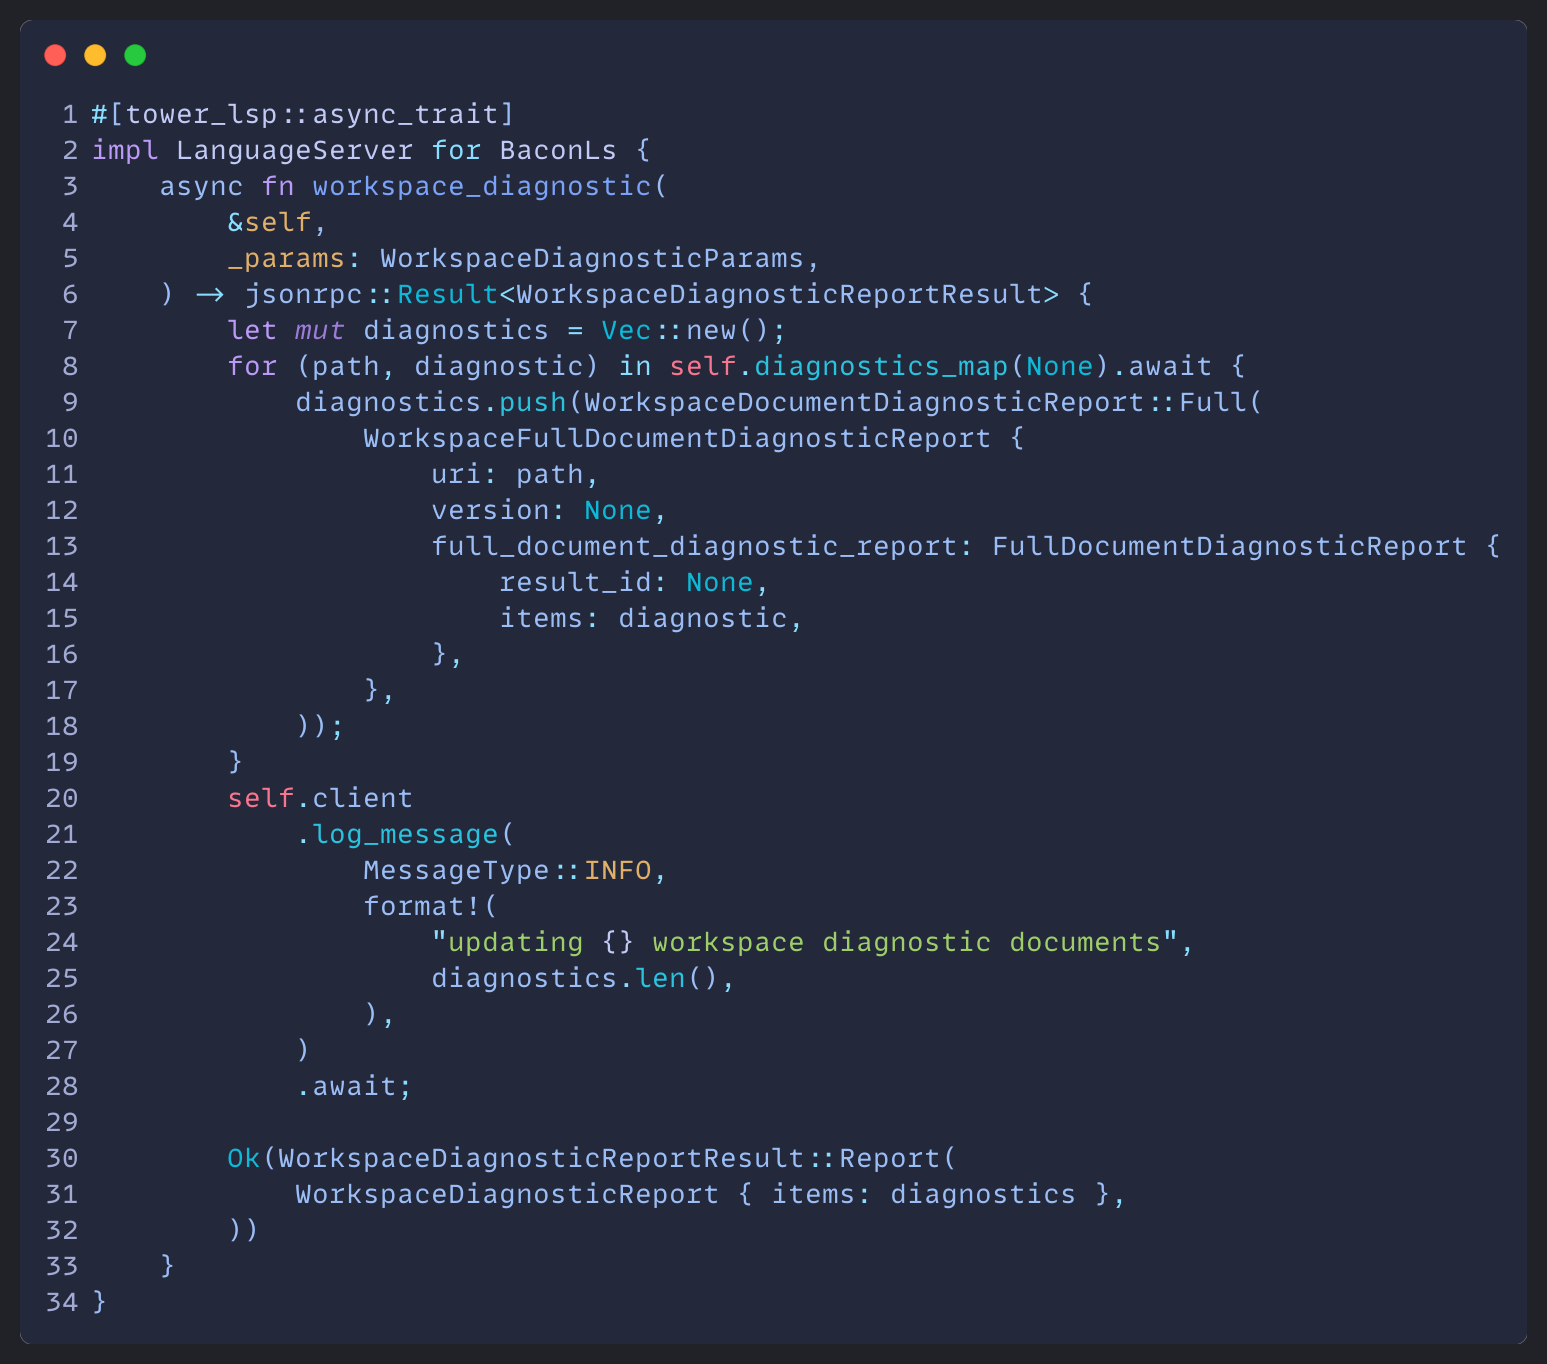 1 #[tower_lsp::async_trait]
2 impl LanguageServer for BaconLs {
3     async fn workspace_diagnostic(
4         &self,
5         _params: WorkspaceDiagnosticParams,
6     ) -> jsonrpc::Result<WorkspaceDiagnosticReportResult> {
7         let mut diagnostics = Vec::new();
8         for (path, diagnostic) in self.diagnostics_map(None).await {
9             diagnostics.push(WorkspaceDocumentDiagnosticReport::Full(
10                 WorkspaceFullDocumentDiagnosticReport {
11                     uri: path,
12                     version: None,
13                     full_document_diagnostic_report: FullDocumentDiagnosticReport {
14                         result_id: None,
15                         items: diagnostic,
16                     },
17                 },
18             ));
19         }
20         self.client
21             .log_message(
22                 MessageType::INFO,
23                 format!(
24                     "updating {} workspace diagnostic documents",
25                     diagnostics.len(),
26                 ),
27             )
28             .await;
29
30         Ok(WorkspaceDiagnosticReportResult::Report(
31             WorkspaceDiagnosticReport { items: diagnostics },
32         ))
33     }
34 }